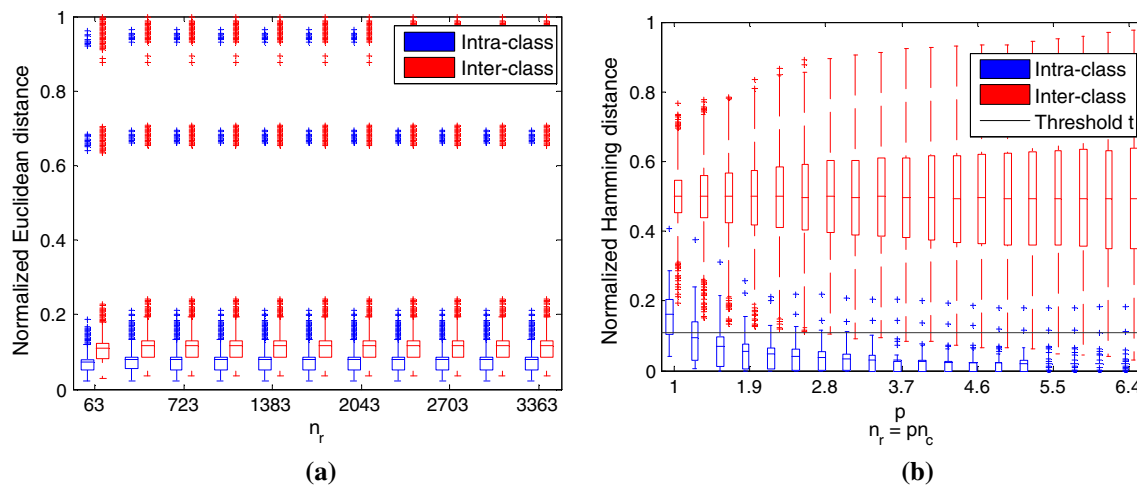 Normalized Euclidean distance
1
0.8
0.6
0.4
0.2
0
Intra-class
Inter-class
63 723 1383 2043 2703 3363
n_r
(a)
Normalized Hamming distance
1
0.8
0.6
0.4
0.2
0
Intra-class
Inter-class
Threshold t
1 1.9 2.8 3.7 4.6 5.5 6.4
p
n_r = pn_c
(b)